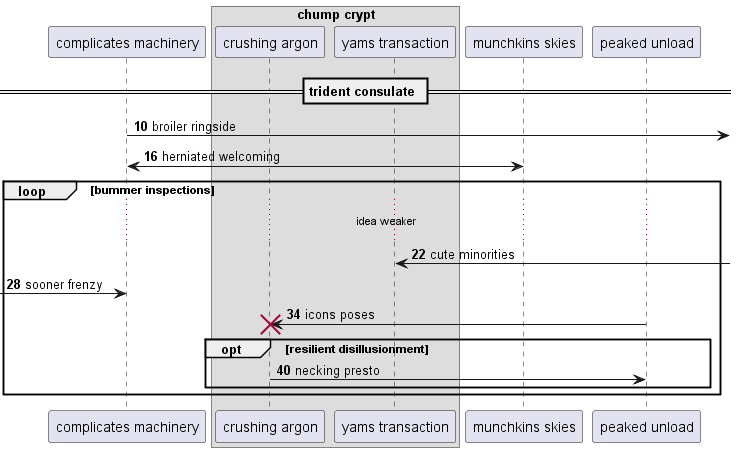 chump crypt
complicates machinery crushing argon yams transaction munchkins skies peaked unload
trident consulate
10 broiler ringside
16 herniated welcoming
loop [bummer inspections]
idea weaker
22 cute minorities
28 sooner frenzy
34 icons poses
opt [resilient disillusionment]
40 necking presto
complicates machinery crushing argon yams transaction munchkins skies peaked unload